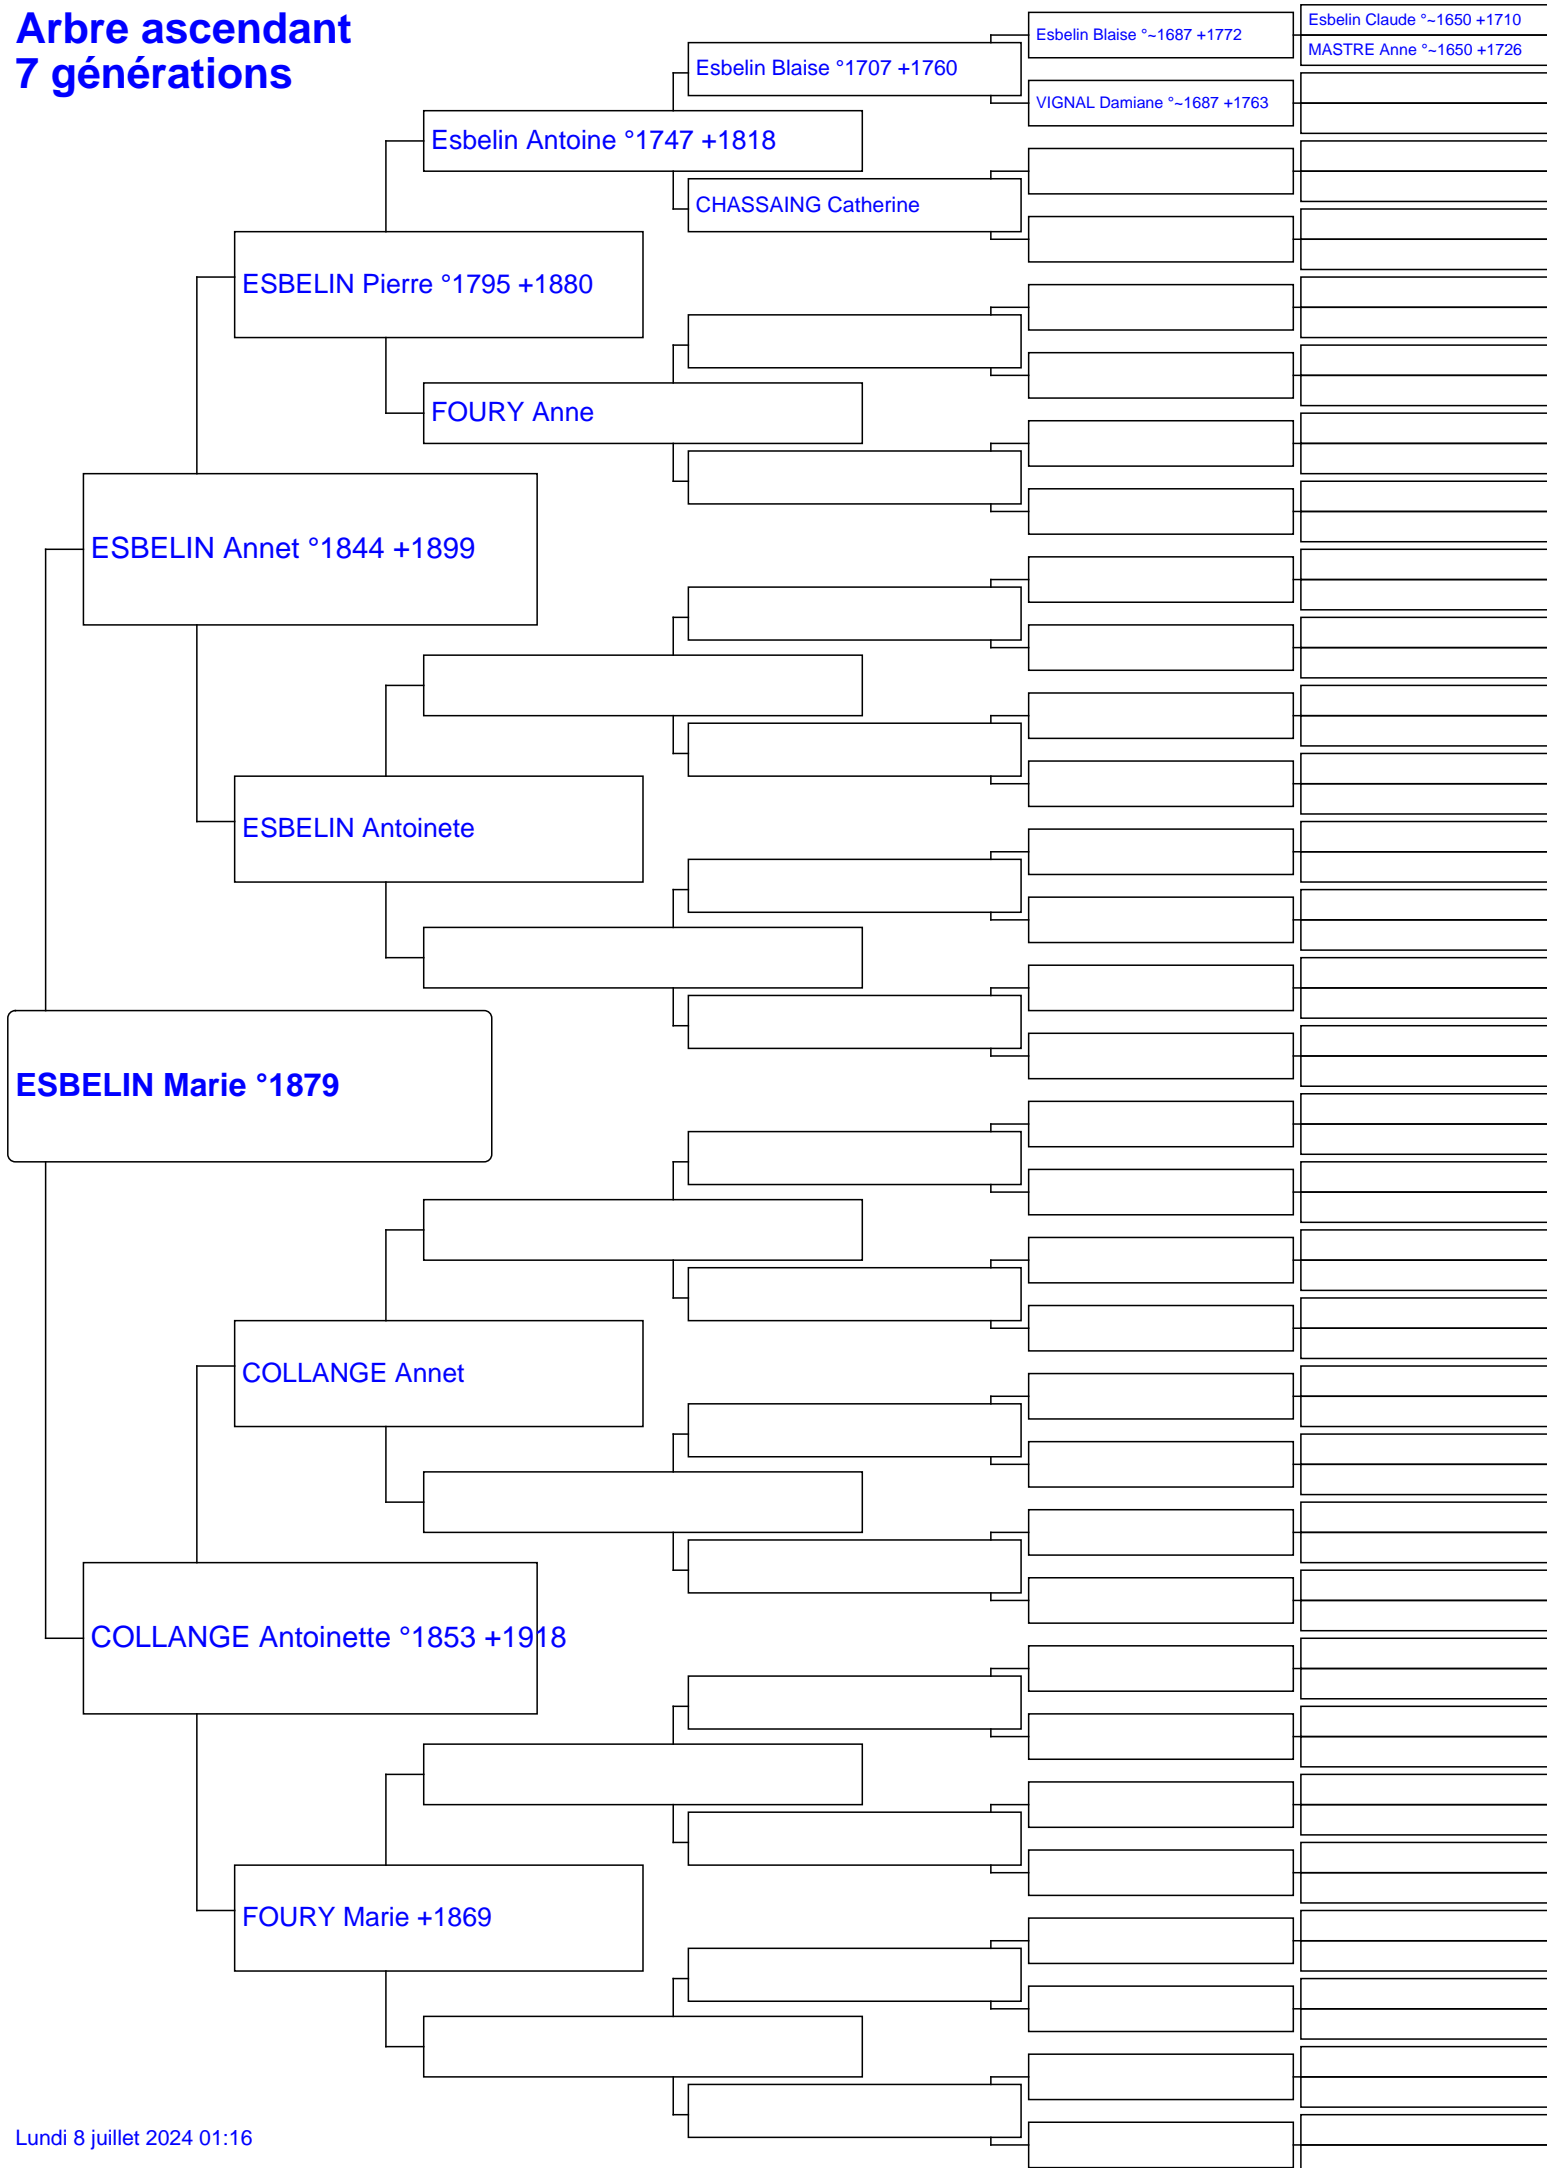 Arbre ascendant
7 générations
Esbelin Claude °~1650 +1710
Esbelin Blaise °~1687 +1772
MASTRE Anne °~1650 +1726
Esbelin Blaise °1707 +1760
VIGNAL Damiane °~1687 +1763
Esbelin Antoine °1747 +1818
CHASSAING Catherine
ESBELIN Pierre °1795 +1880
FOURY Anne
ESBELIN Annet °1844 +1899
ESBELIN Antoinete
ESBELIN Marie °1879
COLLANGE Annet
COLLANGE Antoinette °1853 +1918
FOURY Marie +1869
Lundi 8 juillet 2024 01:16